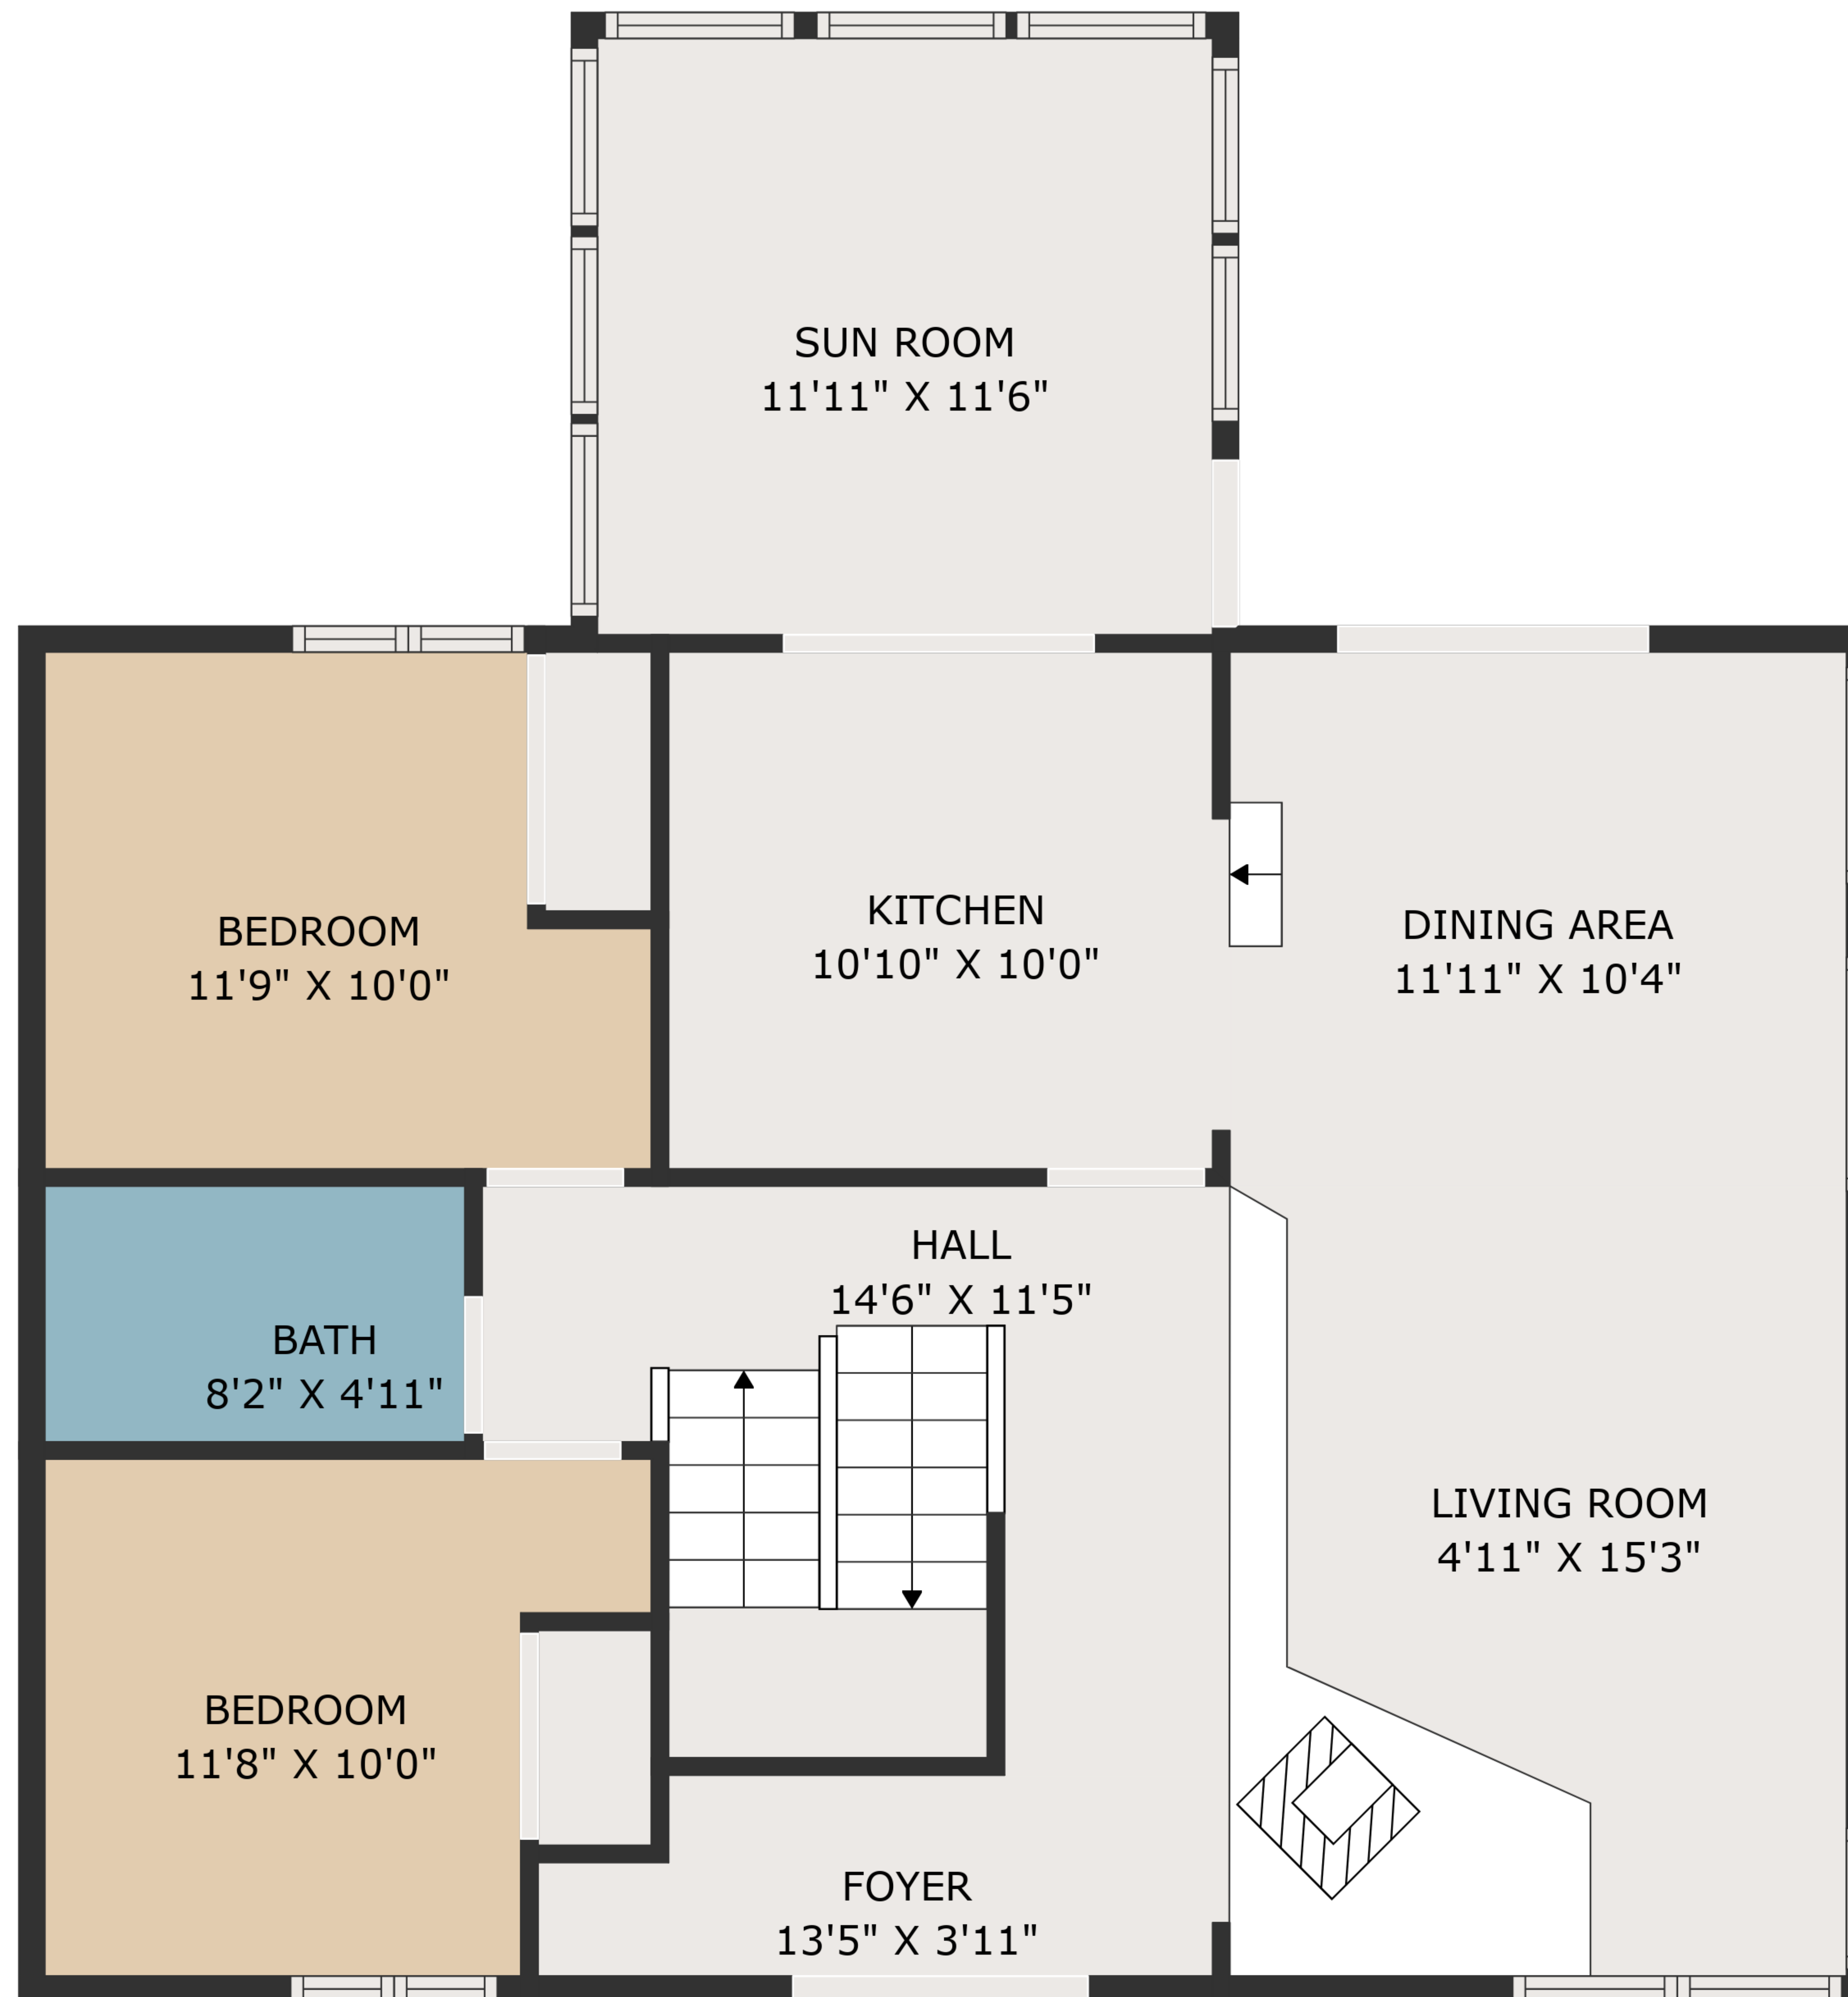 SUN ROOM
11'11" X 11'6"
BEDROOM
11'9" X 10'0"
KITCHEN
10'10" X 10'0"
DINING AREA
11'11" X 10'4"
HALL
14'6" X 11'5"
BATH
8'2" X 4'11"
LIVING ROOM
4'11" X 15'3"
BEDROOM
11'8" X 10'0"
FOYER
13'5" X 3'11"